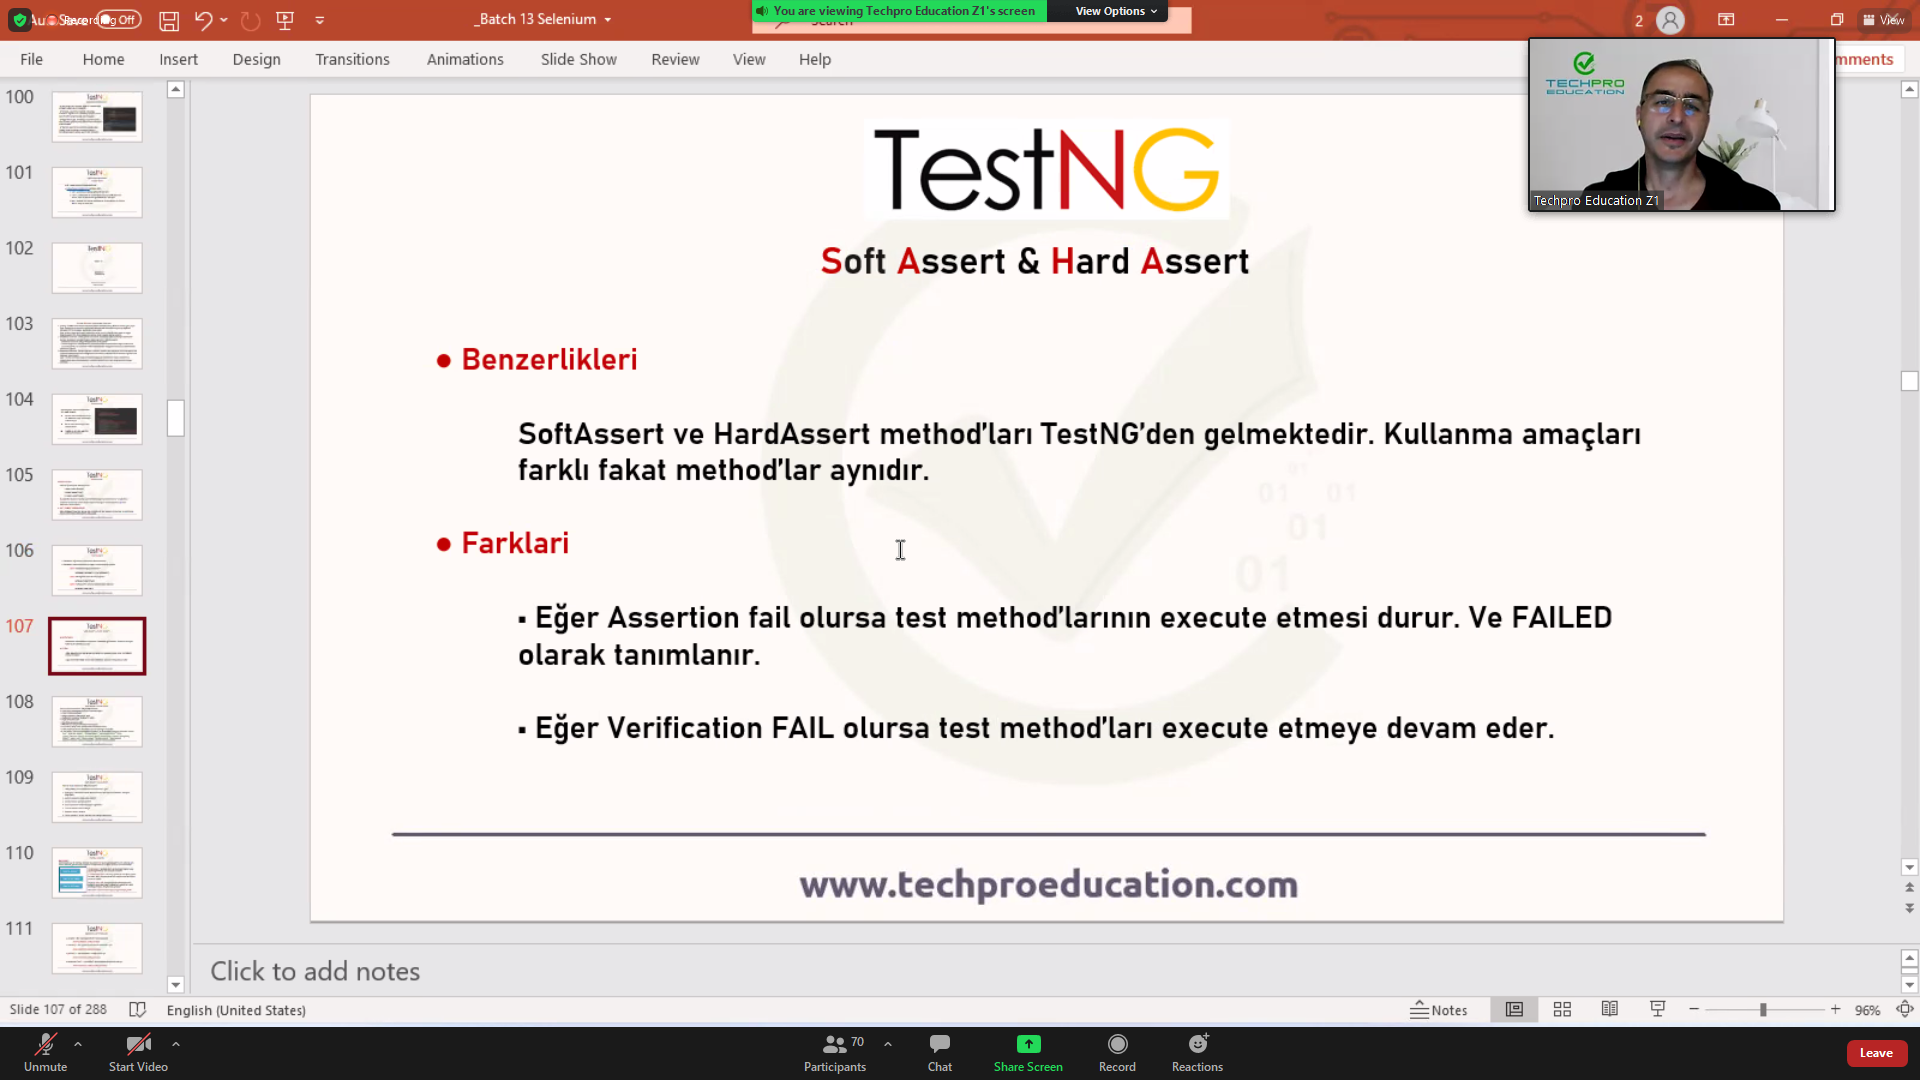 Recording Off
_Batch 13 Selenium
You are viewing Techpro Education Z1's screen
View Options
Search
2
View
File
Home
Insert
Design
Transitions
Animations
Slide Show
Review
View
Help
mments
TECHPRO
EDUCATION
Techpro Education Z1
100
101
102
103
104
105
106
107
108
109
110
111
TestNG
Soft Assert & Hard Assert
● Benzerlikleri
SoftAssert ve HardAssert method'ları TestNG'den gelmektedir. Kullanma amaçları
farklı fakat method'lar aynıdır.
● Farklari
▪ Eğer Assertion fail olursa test method'larının execute etmesi durur. Ve FAILED
olarak tanımlanır.
▪ Eğer Verification FAIL olursa test method'ları execute etmeye devam eder.
01
01 01
01
01
www.techproeducation.com
Click to add notes
Slide 107 of 288
English (United States)
Notes
96%
Unmute
Start Video
70
Participants
Chat
Share Screen
Record
Reactions
Leave